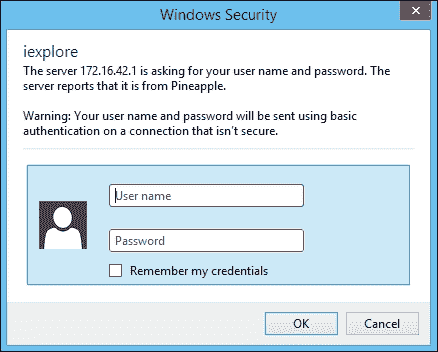 Windows Security
iexplore
The server 172.16.42.1 is asking for your user name and password. The
server reports that it is from Pineapple.
Warning: Your user name and password will be sent using basic
authentication on a connection that isn't secure.
User name
Password
Remember my credentials
OK
Cancel